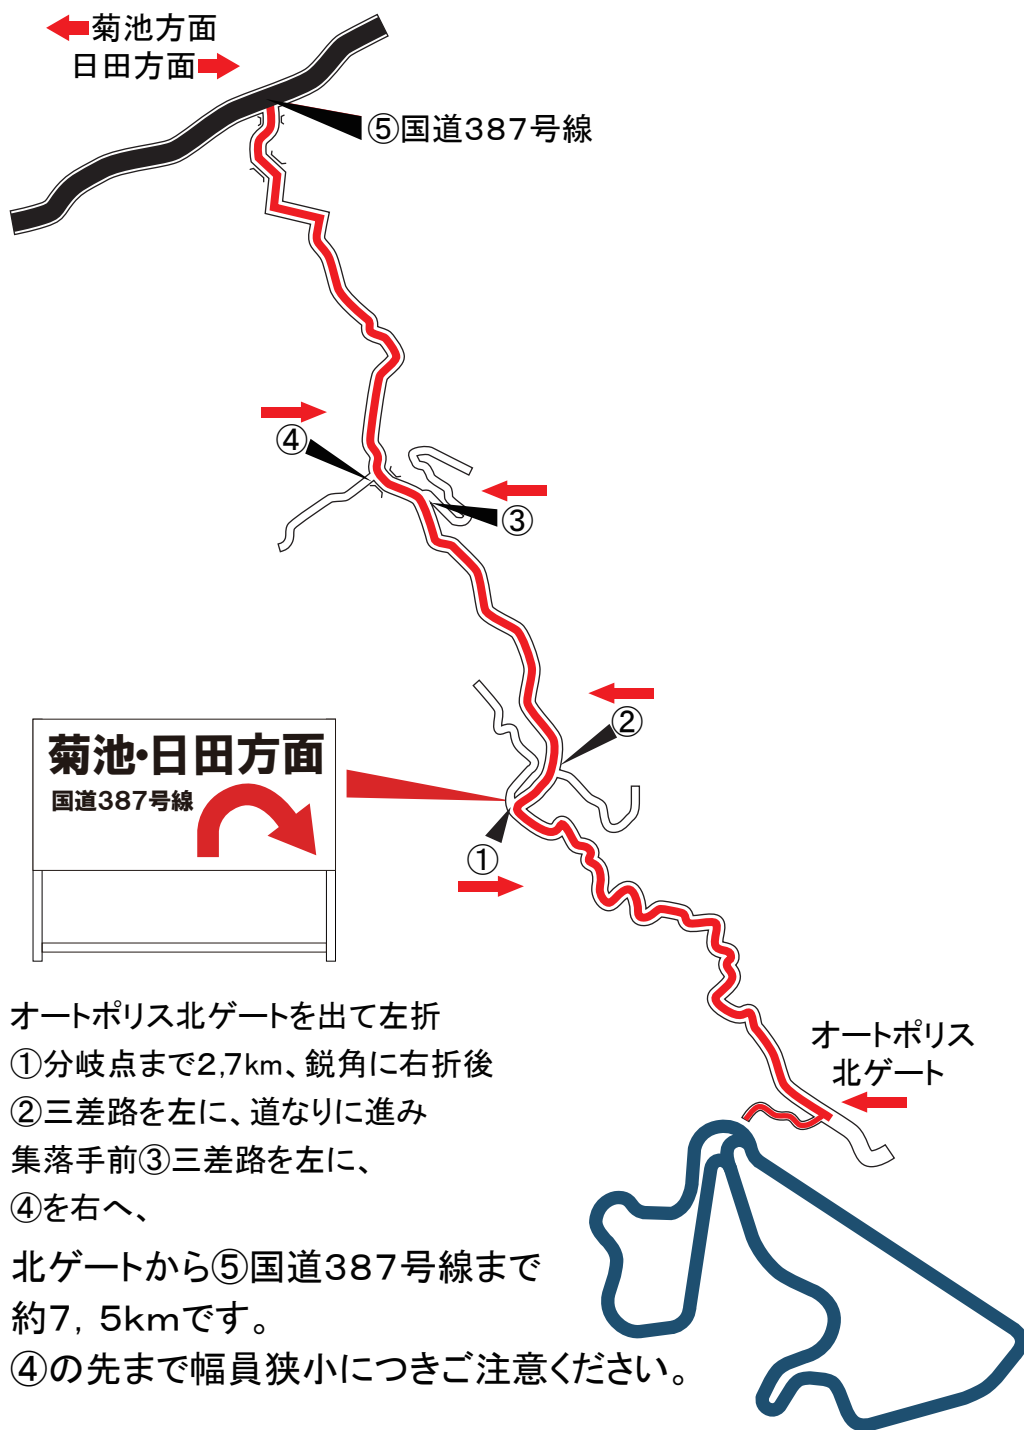 菊池方面
日田方面
⑤国道387号線
④
③
②
菊池・日田方面
国道387号線
①
オートポリス
北ゲート
オートポリス北ゲートを出て左折
①分岐点まで2,7km、鋭角に右折後
②三差路を左に、道なりに進み
集落手前③三差路を左に、
④を右へ、
北ゲートから⑤国道387号線まで
約7,5kmです。
④の先まで幅員狭小につきご注意ください。